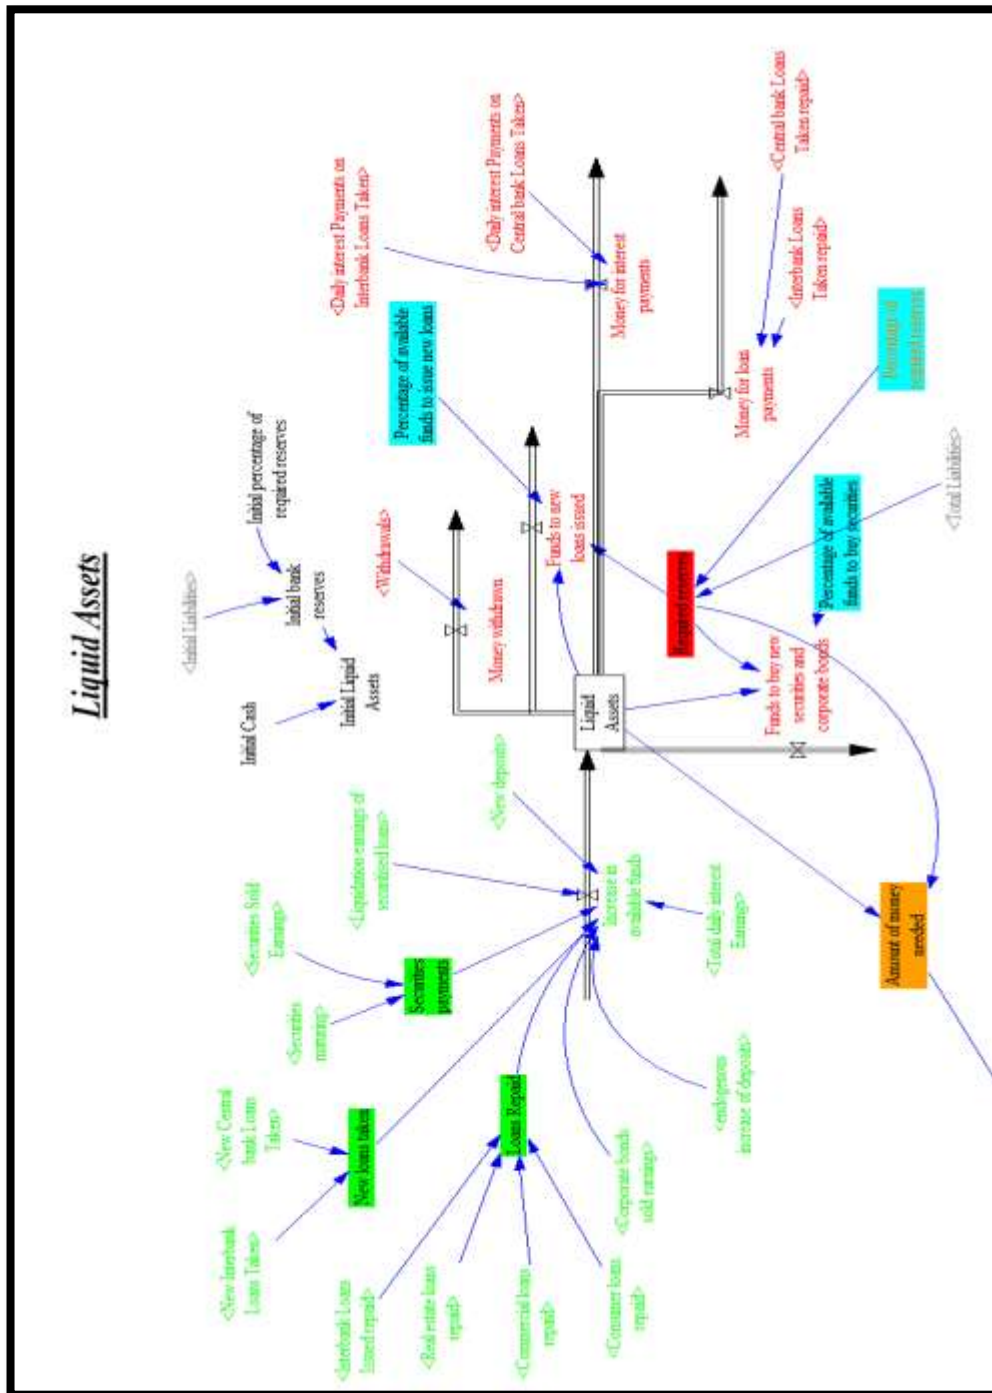 Liquid Assets
<Initial Liabilities>
Initial percentage of
required reserves
Initial bank
reserves
Initial Cash
Initial Liquid
Assets
<Daily interest Payments on
Interbank Loans Taken>
<Daily interest Payments on
Central bank Loans Taken>
Money for interest
payments
<Central bank Loans
Taken repaid>
<Interbank Loans
Taken repaid>
Money for loan
payments
Percentage of available
funds to issue new loans
<Withdrawals>
Money withdrawn
Funds to new
loans issued
Percentage of
required reserves
<Total Liabilities>
Required reserves
Percentage of available
funds to buy securities
Funds to buy new
securities and
corporate bonds
Liquid
Assets
<New deposits>
<Liquidation earnings of
securitised loans>
Increase in
available funds
<Total daily interest
Earnings>
<Securities Sold
Earnings>
<Securities
maturing>
Securities
payments
<New Central
bank Loans
Taken>
<New Interbank
Loans Taken>
New loans taken
Loans Repaid
<Interbank Loans
Issued repaid>
<Real estate loans
repaid>
<Commercial loans
repaid>
<Consumer loans
repaid>
<Corporate bonds
sold earnings>
<endogenous
increase of deposits>
Amount of money
needed